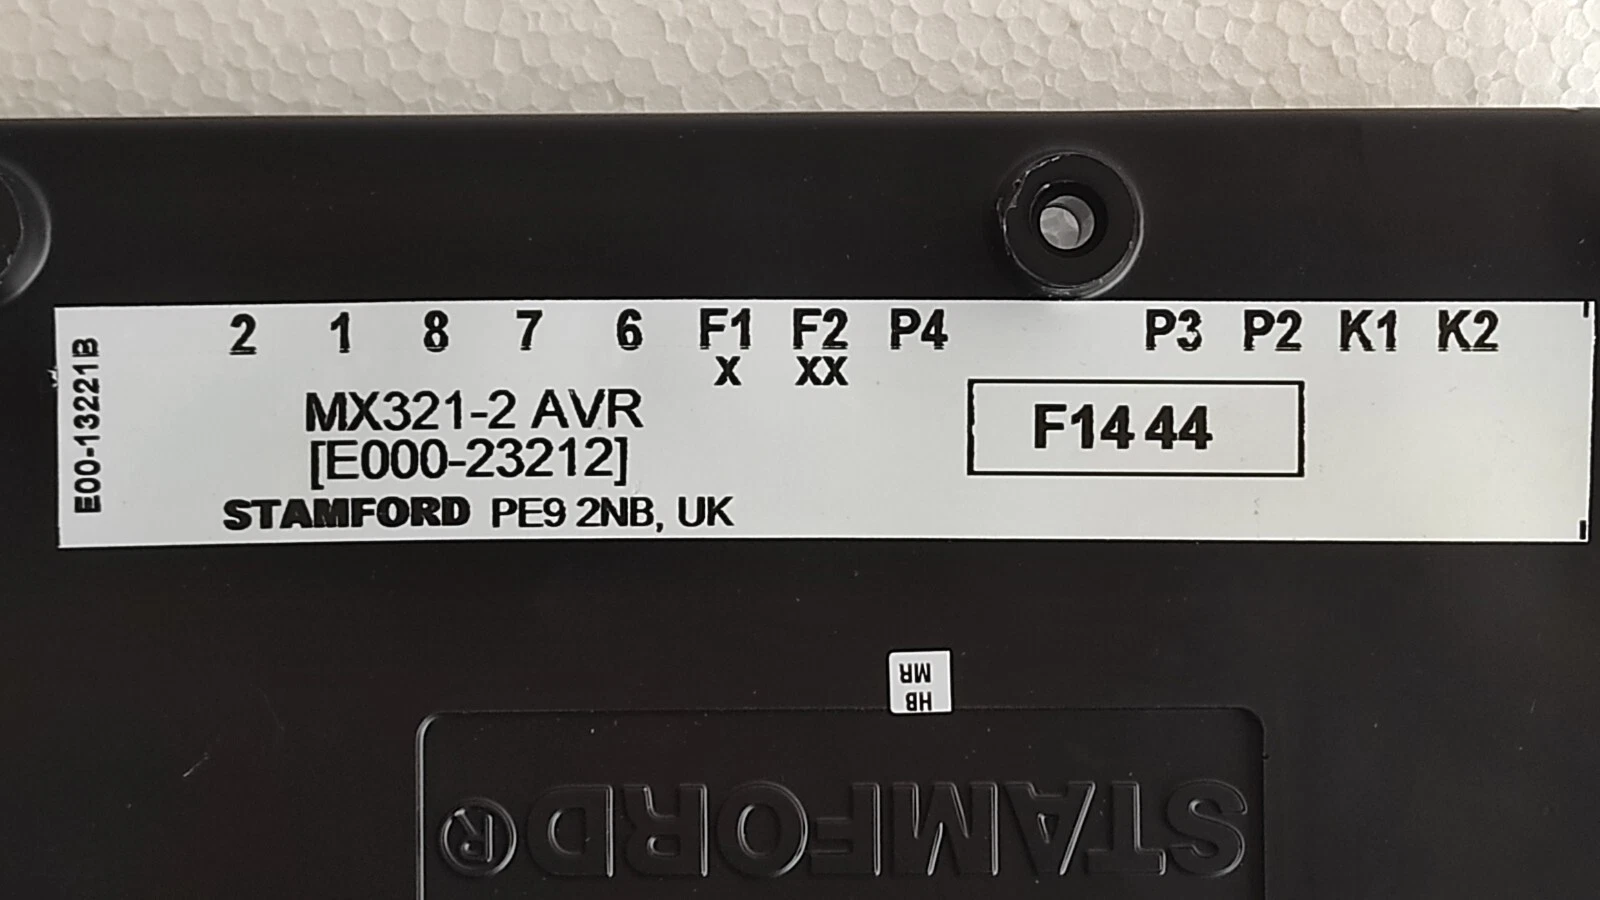 2 1 8 7 6 F1 F2 P4 P3 P2 K1 K2
X XX
E00-13221B
MX321-2 AVR
[E000-23212]
STAMFORD PE9 2NB, UK
F14 44
HB
MR
STAMFORD®